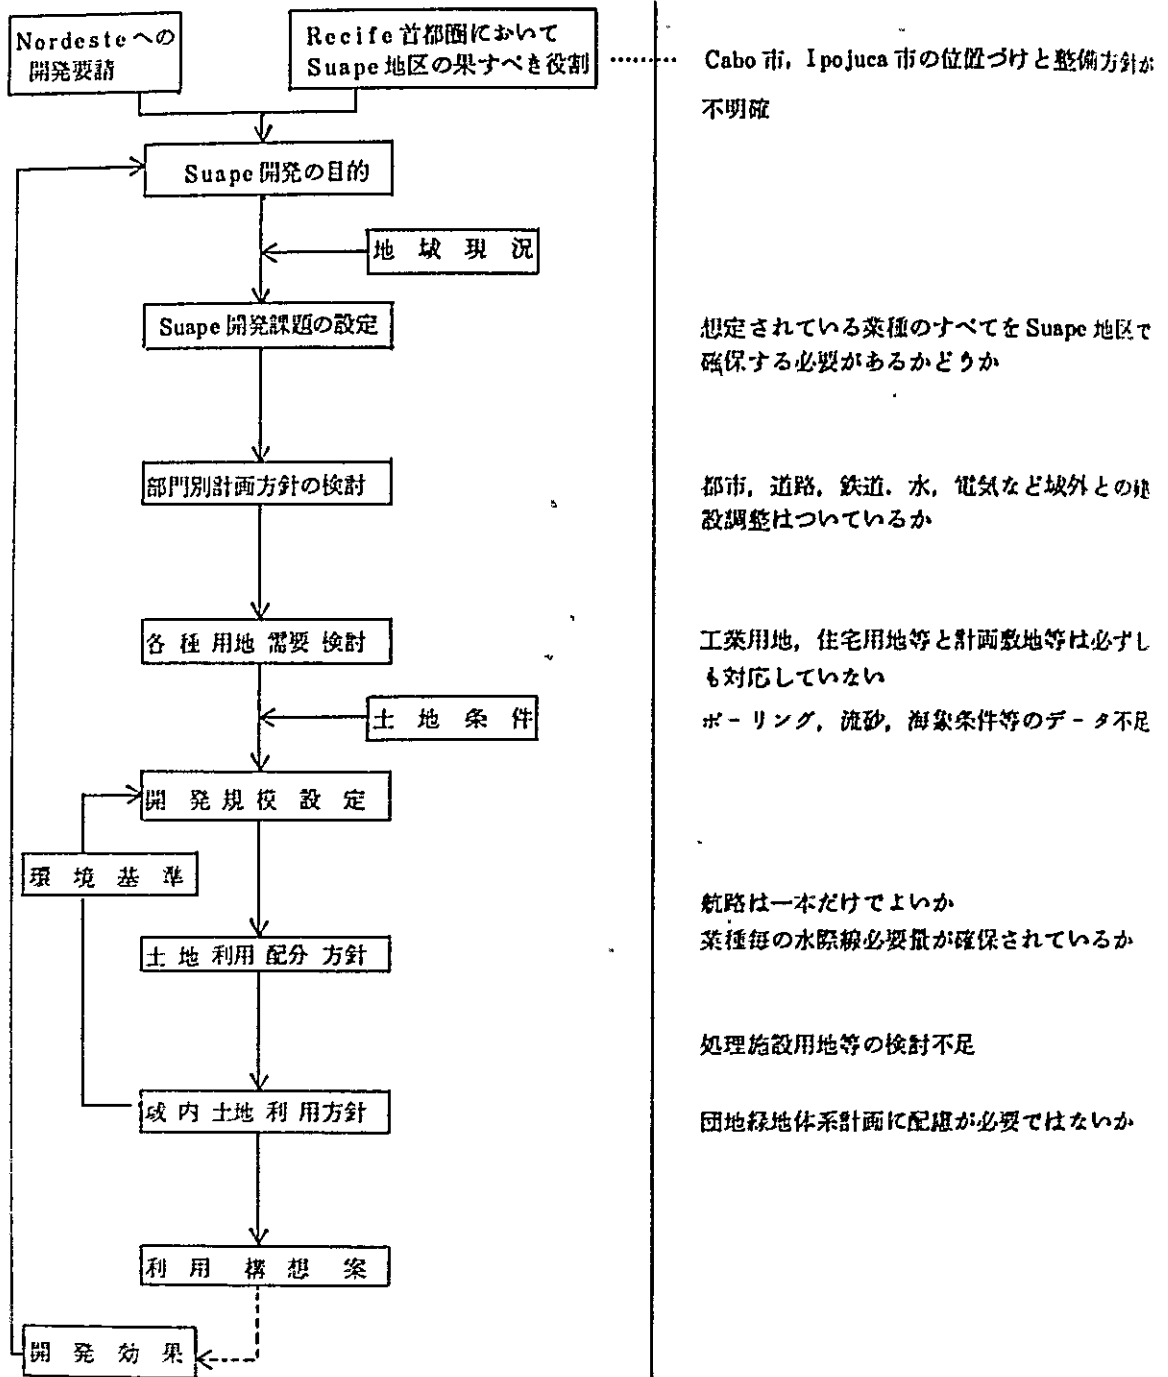 Nordesteへの
開発要請
Recife首都圏において
Suape地区の果すべき役割
………
Cabo市, Ipojuca市の位置づけと整備方針が
不明確
Suape開発の目的
地域現況
Suape開発課題の設定
想定されている業種のすべてをSuape地区で
確保する必要があるかどうか
部門別計画方針の検討
都市, 道路, 鉄道. 水, 電気など域外との建
設調整はついているか
各種用地需要検討
工業用地, 住宅用地等と計画敷地等は必ずし
も対応していない
土地条件
ボーリング, 流砂, 海象条件等のデータ不足
開発規模設定
環境基準
航路は一本だけでよいか
業種毎の水際線必要量が確保されているか
土地利用配分方針
処理施設用地等の検討不足
域内土地利用方針
団地緑地体系計画に配慮が必要ではないか
利用構想案
開発効果